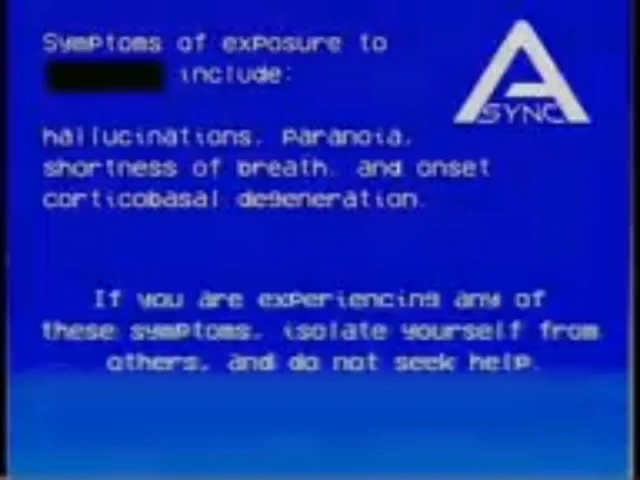 Symptoms of exposure to
include:
A
SYNC
hallucinations, paranoia,
shortness of breath, and onset
corticobasal degeneration.
If you are experiencing any of
these symptoms, isolate yourself from
others, and do not seek help.